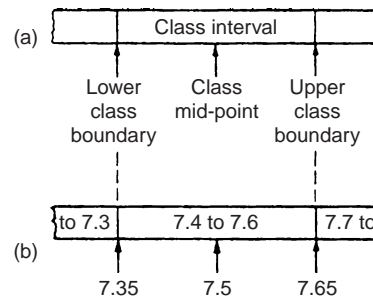 (a)
Class interval
Lower class boundary
Class mid-point
Upper class boundary
(b)
to 7.3
7.4 to 7.6
7.7 to
7.35
7.5
7.65